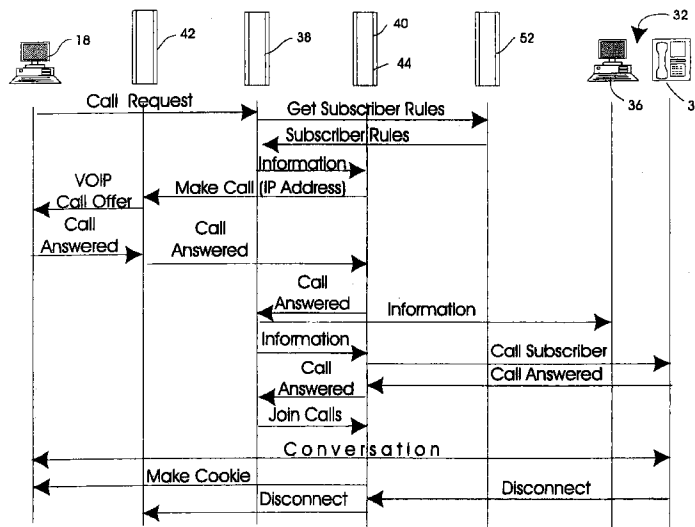 18
42
38
40
44
52
32
36
3
Call Request
Get Subscriber Rules
Subscriber Rules
Information
VOIP
Call Offer
Make Call (IP Address)
Call
Answered
Call
Answered
Call
Answered
Information
Information
Call Subscriber
Call
Answered
Call Answered
Join Calls
Conversation
Make Cookie
Disconnect
Disconnect